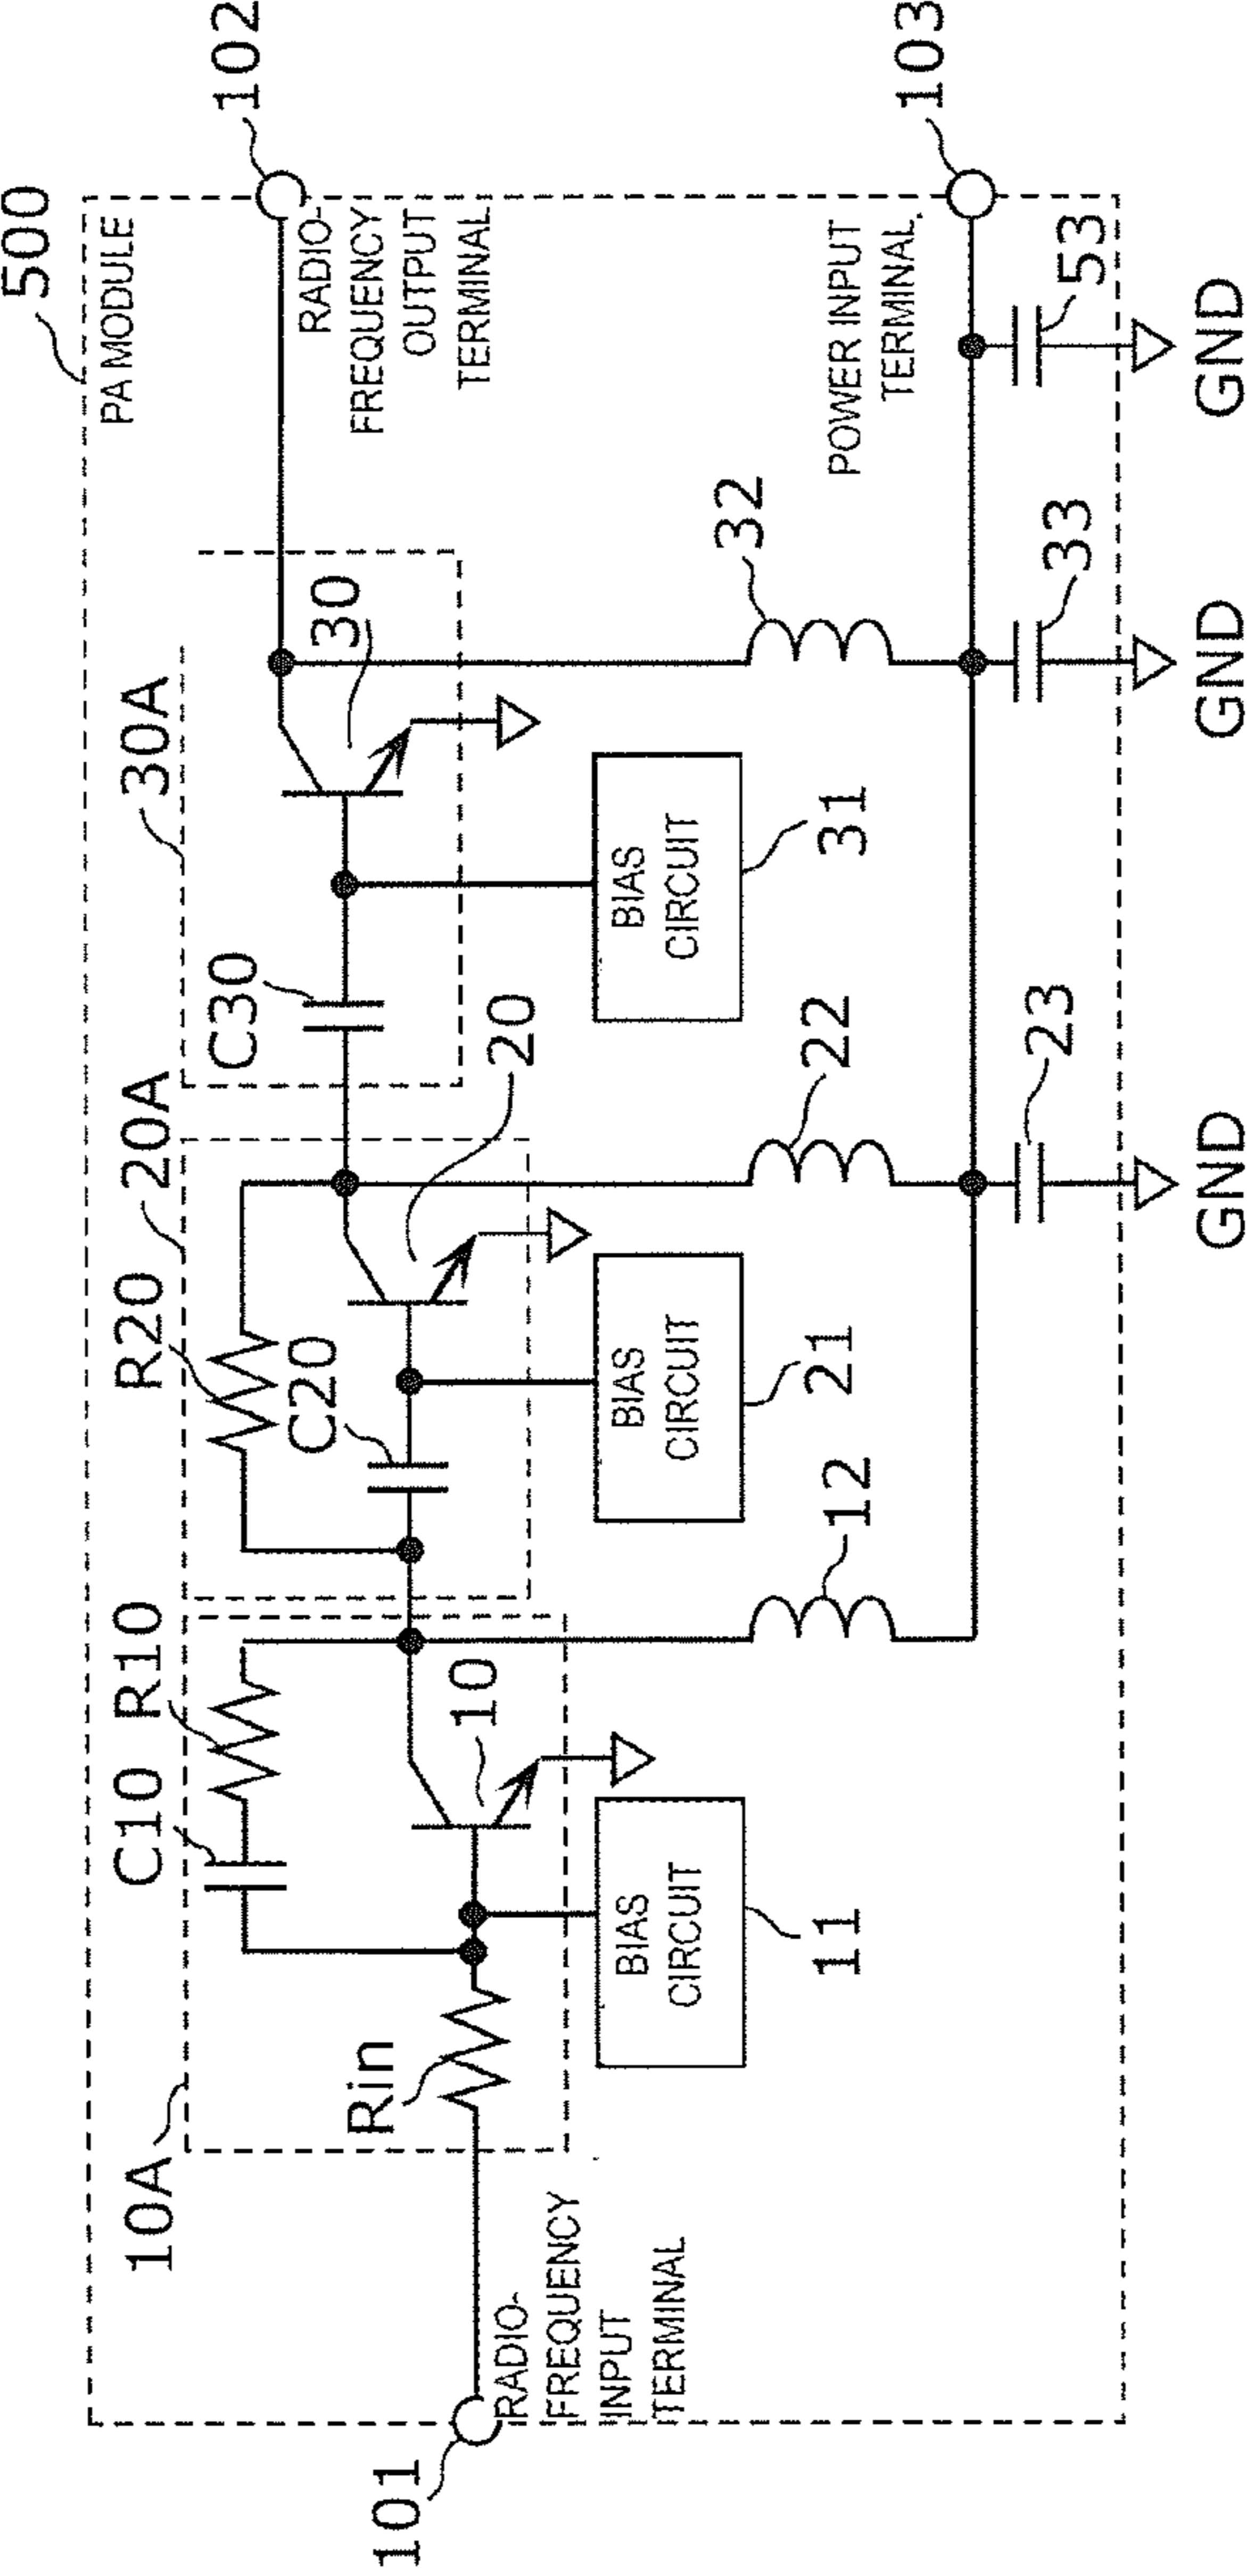 500
PA MODULE
10A
C10
R10
R20
20A
30A
C20
C30
30
102
RADIO-
FREQUENCY
OUTPUT
TERMINAL
Rin
10
20
32
101
RADIO-
FREQUENCY
INPUT
TERMINAL
BIAS
CIRCUIT
11
12
BIAS
CIRCUIT
21
22
BIAS
CIRCUIT
31
POWER INPUT
TERMINAL
103
23
33
53
GND
GND
GND